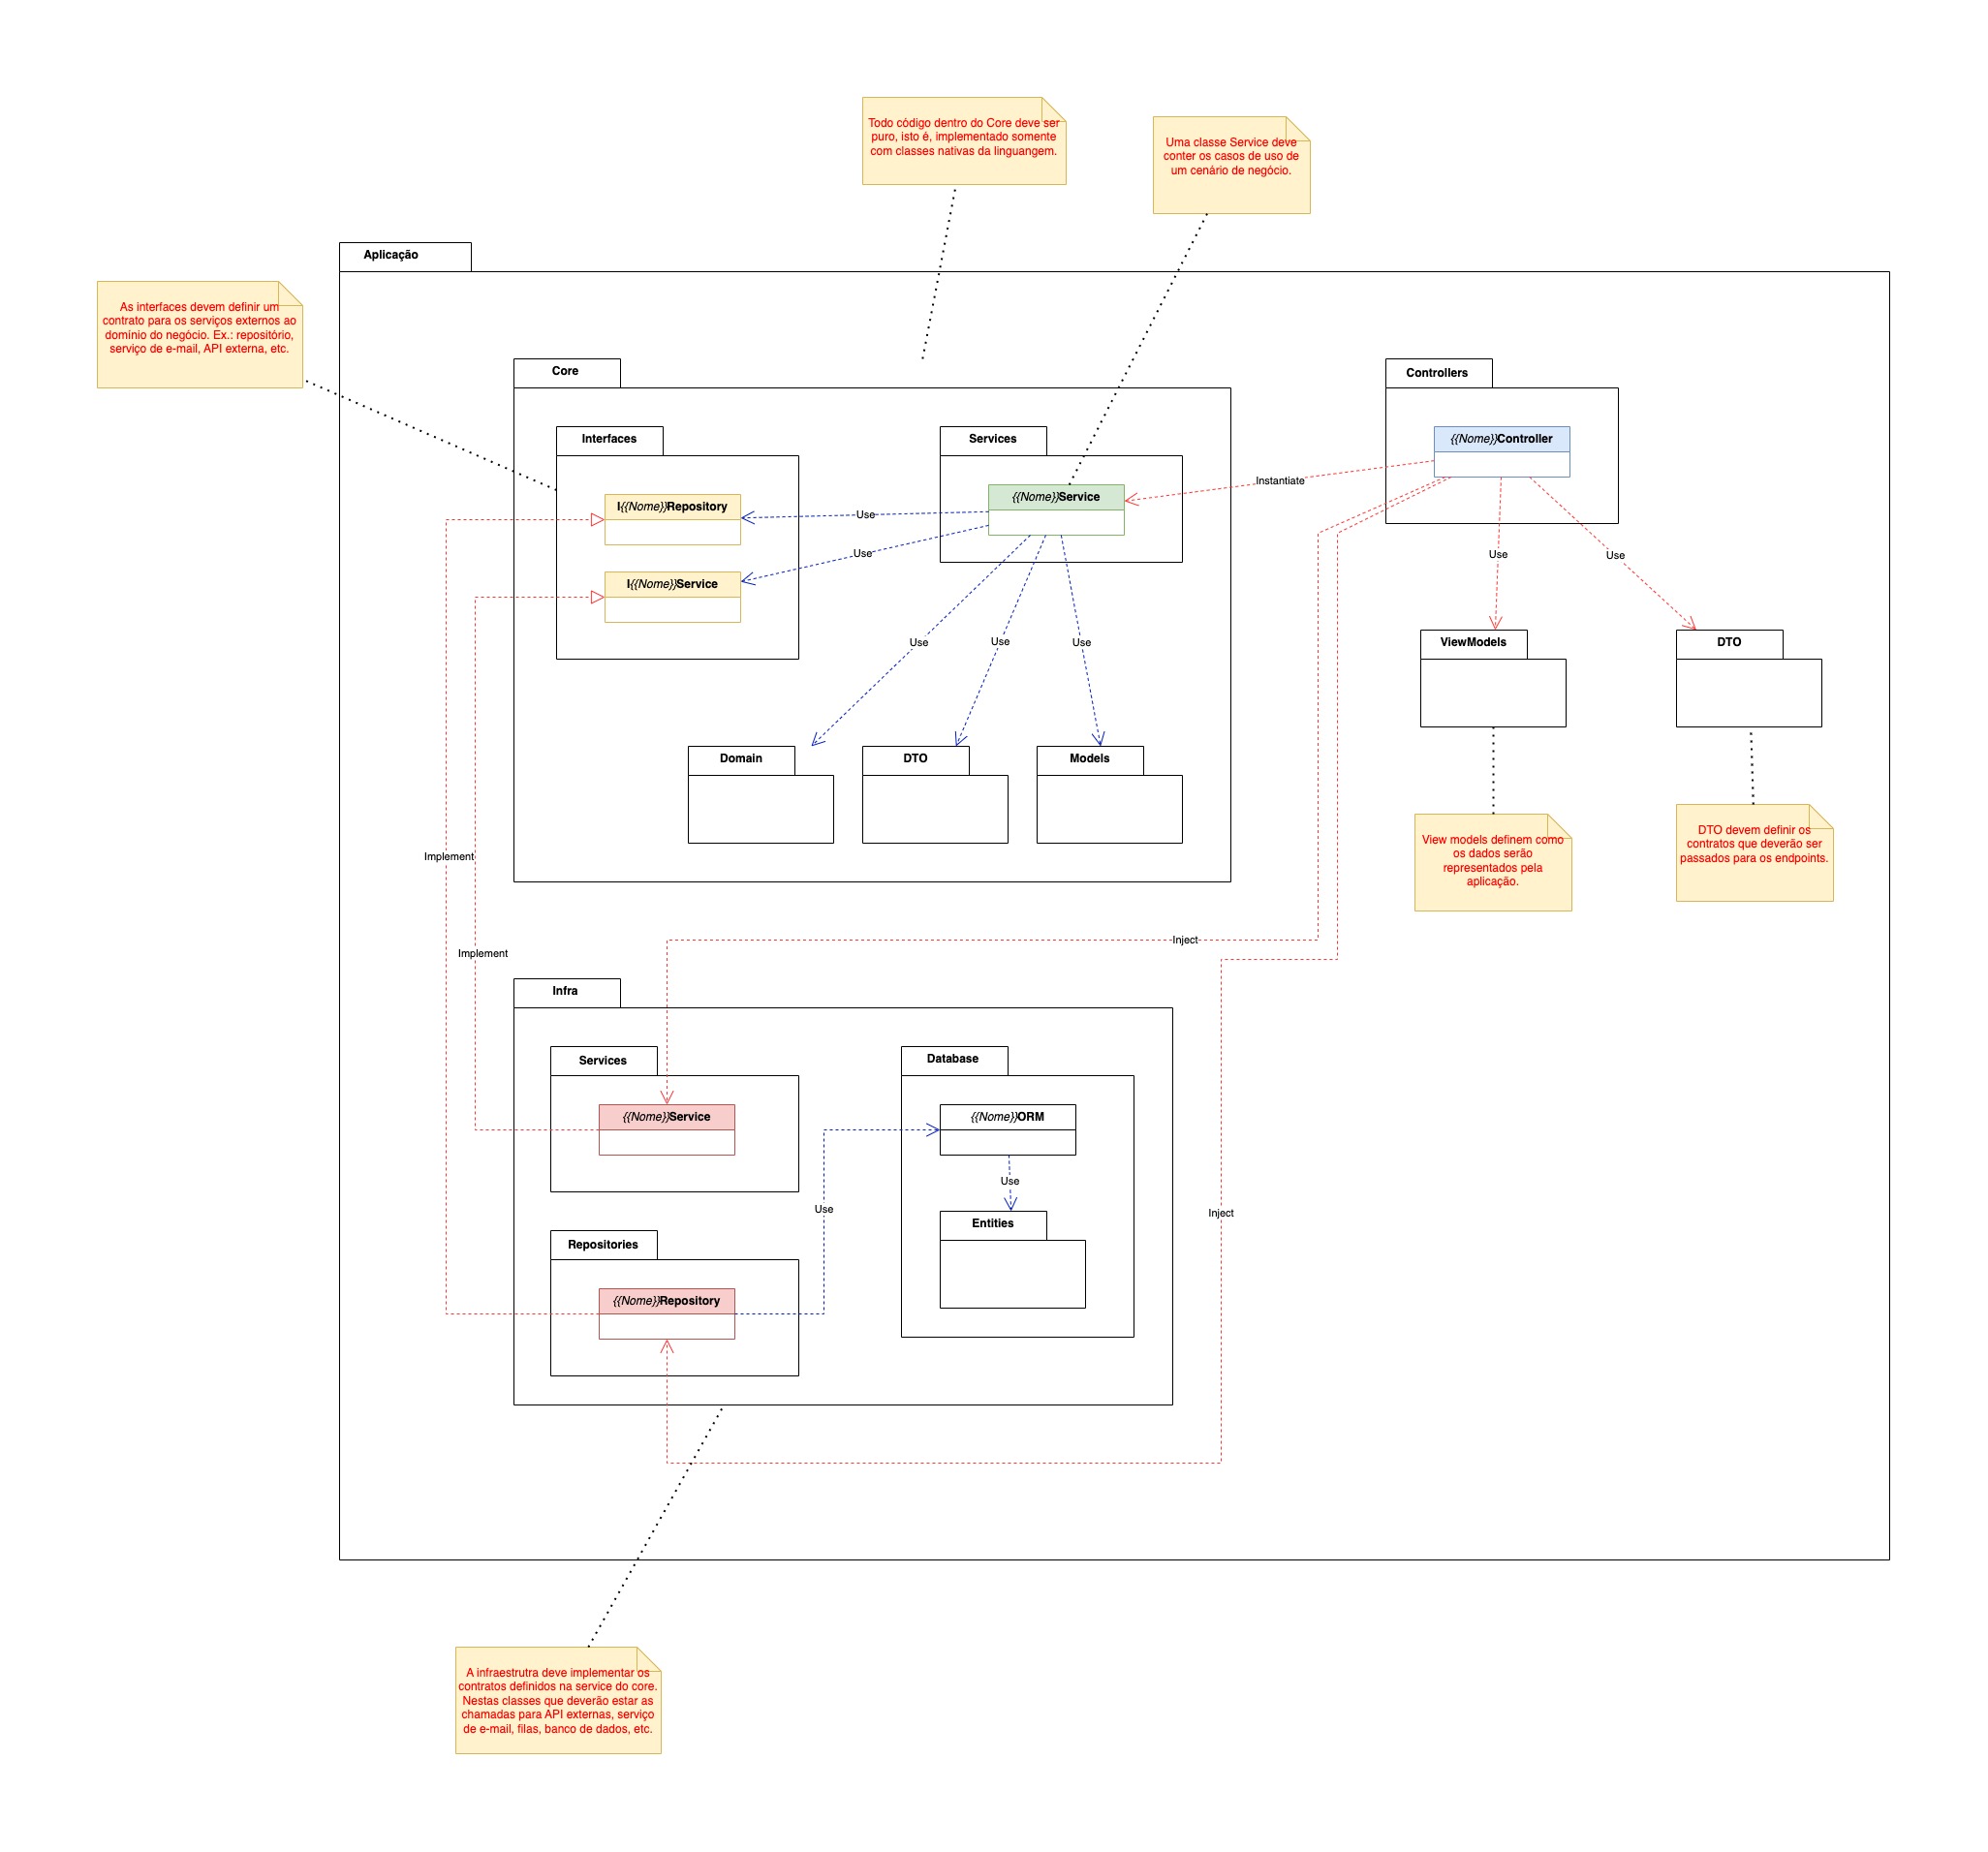 Todo código dentro do Core deve ser
puro, isto é, implementado somente
com classes nativas da linguangem.
Uma classe Service deve
conter os casos de uso de
um cenário de negócio.
Aplicação
As interfaces devem definir um
contrato para os serviços externos ao
domínio do negócio. Ex.: repositório,
serviço de e-mail, API externa, etc.
Core
Controllers
Interfaces
Services
{{Nome}}Controller
I{{Nome}}Repository
{{Nome}}Service
Instantiate
Use
Use
I{{Nome}}Service
Use
Use
Use
Use
Use
ViewModels
DTO
Domain
DTO
Models
View models definem como
os dados serão
representados pela
aplicação.
DTO devem definir os
contratos que deverão ser
passados para os endpoints.
Implement
Implement
Inject
Infra
Services
Database
{{Nome}}Service
{{Nome}}ORM
Use
Use
Inject
Entities
Repositories
{{Nome}}Repository
A infraestrutra deve implementar os
contratos definidos na service do core.
Nestas classes que deverão estar as
chamadas para API externas, serviço
de e-mail, filas, banco de dados, etc.